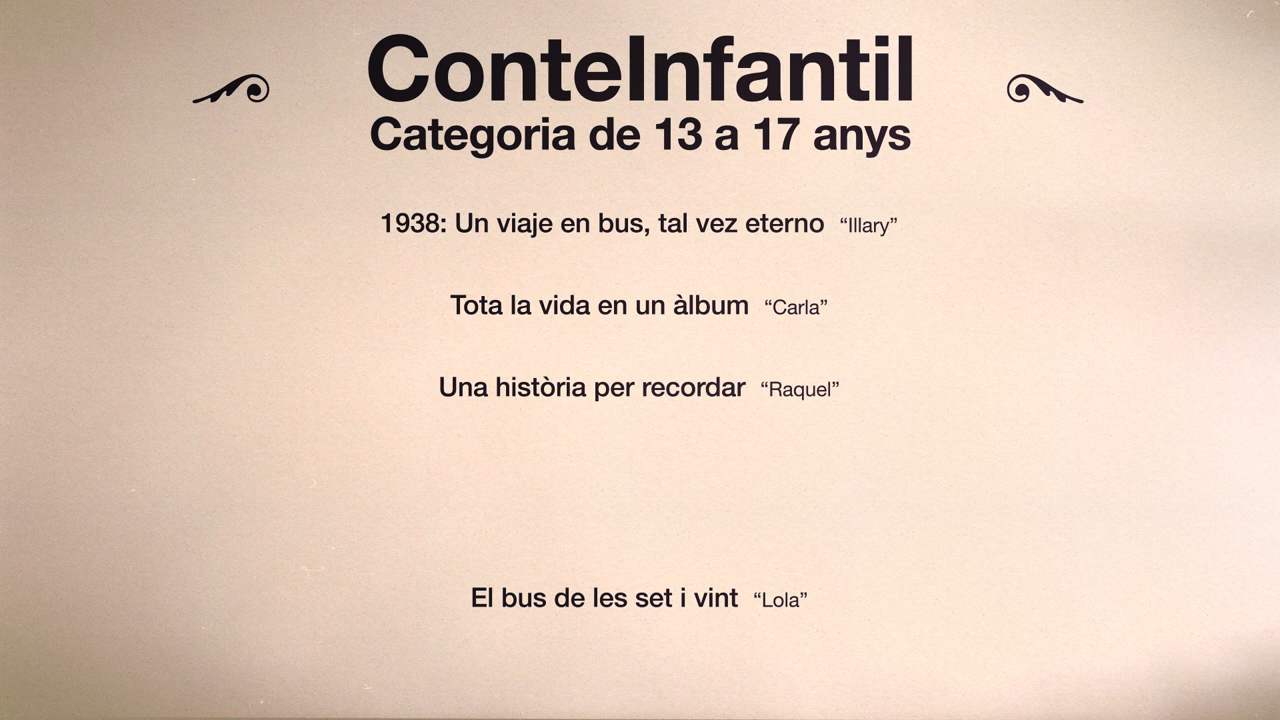 ConteInfantil
Categoria de 13 a 17 anys
1938: Un viaje en bus, tal vez eterno “Illary”
Tota la vida en un àlbum “Carla”
Una història per recordar “Raquel”
El bus de les set i vint “Lola”